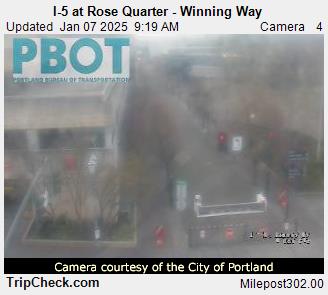 I-5 at Rose Quarter - Winning Way
Updated Jan 07 2025 9:19 AM Camera 4
PBOT
PORTLAND BUREAU OF TRANSPORTATION
Camera courtesy of the City of Portland
TripCheck.com Milepost302.00